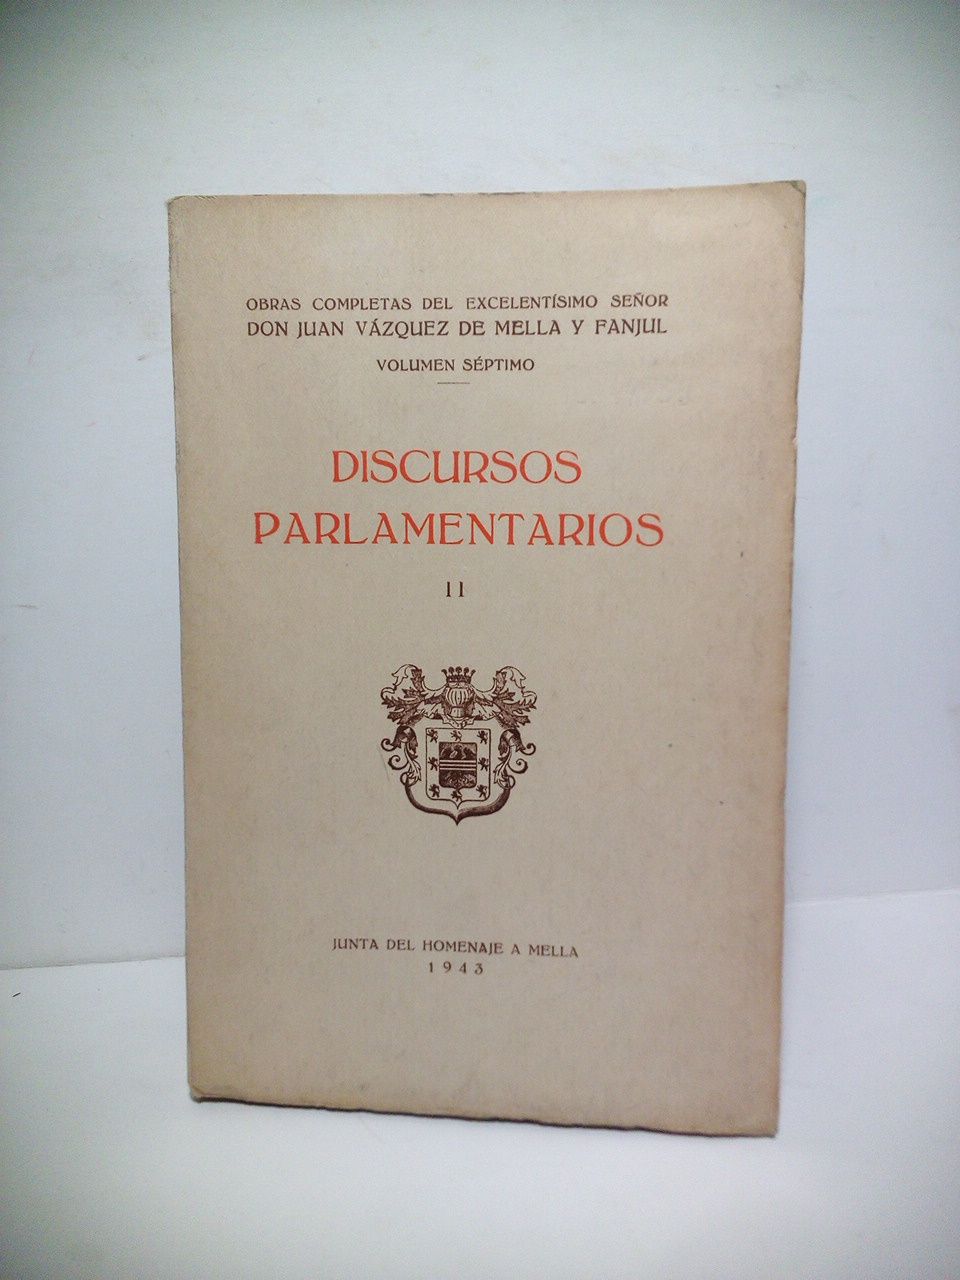 OBRAS COMPLETAS DEL EXCELENTÍSIMO SEÑOR
DON JUAN VÁZQUEZ DE MELLA Y FANJUL
VOLUMEN SÉPTIMO
DISCURSOS
PARLAMENTARIOS
II
JUNTA DEL HOMENAJE A MELLA
1943